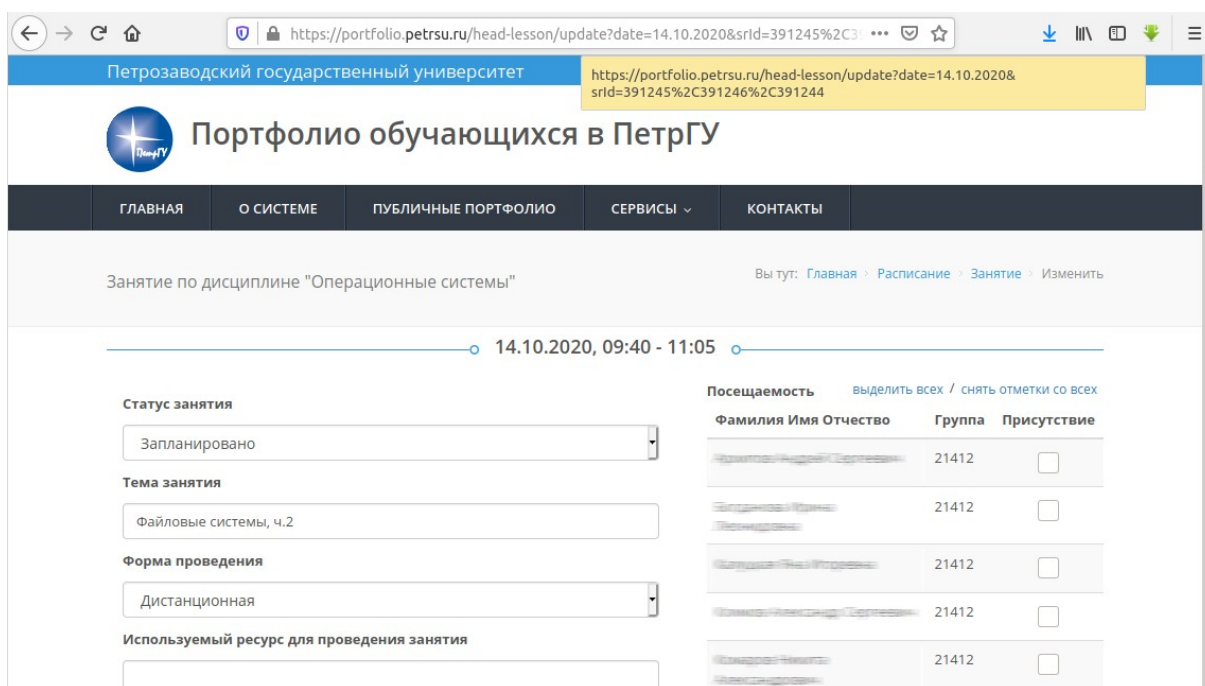 https://portfolio.petrsu.ru/head-lesson/update?date=14.10.2020&srId=391245%2C3
Петрозаводский государственный университет
https://portfolio.petrsu.ru/head-lesson/update?date=14.10.2020&
srId=391245%2C391246%2C391244
ПетрГУ
Портфолио обучающихся в ПетрГУ
ГЛАВНАЯ О СИСТЕМЕ ПУБЛИЧНЫЕ ПОРТФОЛИО СЕРВИСЫ КОНТАКТЫ
Занятие по дисциплине "Операционные системы"
Вы тут: Главная > Расписание > Занятие > Изменить
14.10.2020, 09:40 - 11:05
Статус занятия
Запланировано
Тема занятия
Файловые системы, ч.2
Форма проведения
Дистанционная
Используемый ресурс для проведения занятия
Посещаемость выделить всех / снять отметки со всех
Фамилия Имя Отчество Группа Присутствие
21412
21412
21412
21412
21412